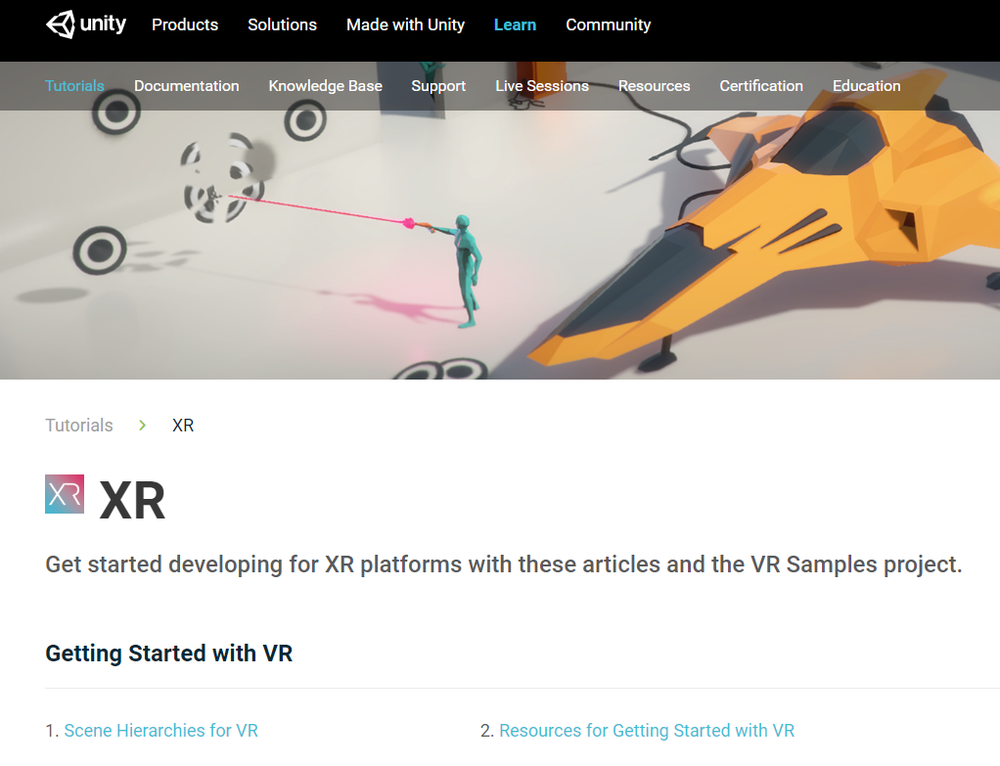 unity Products Solutions Made with Unity Learn Community
Tutorials Documentation Knowledge Base Support Live Sessions Resources Certification Education
Tutorials > XR
XR XR
Get started developing for XR platforms with these articles and the VR Samples project.
Getting Started with VR
1. Scene Hierarchies for VR 2. Resources for Getting Started with VR